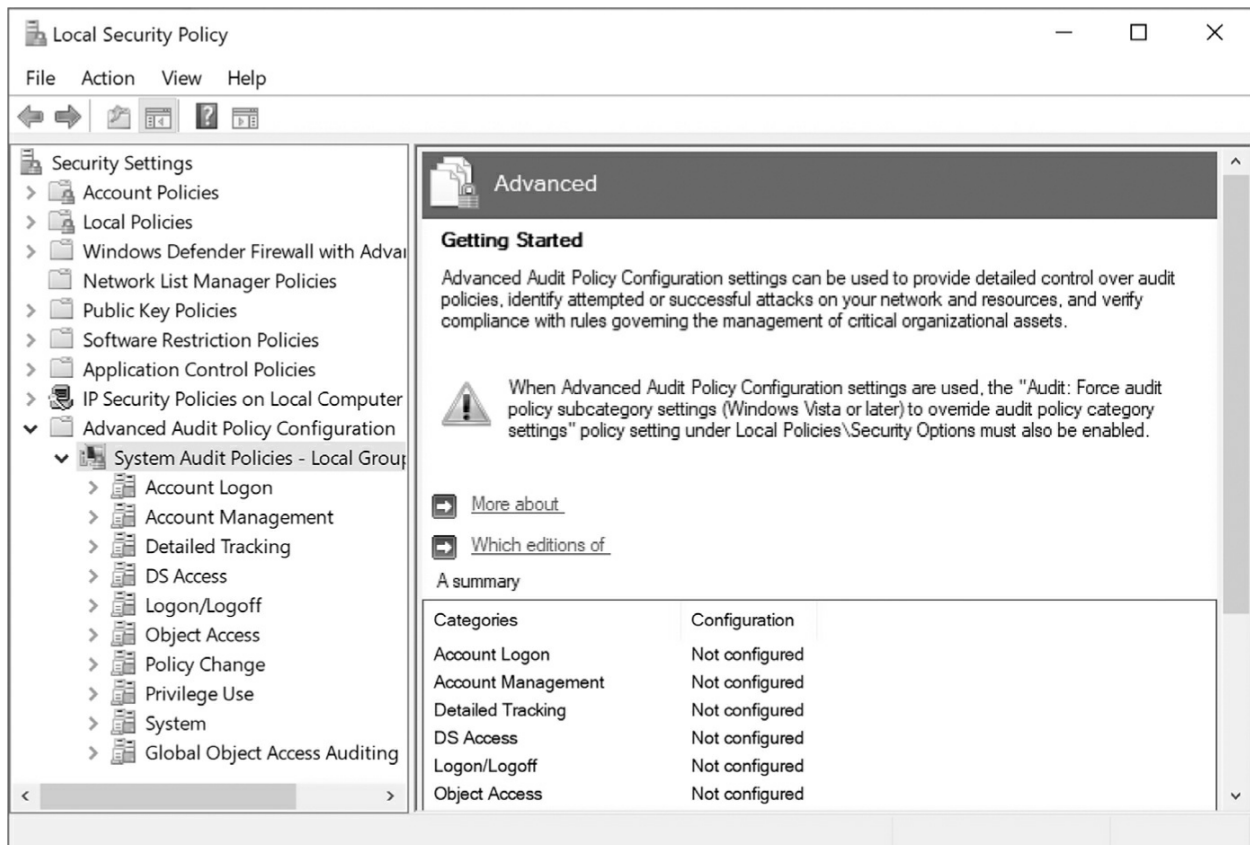 Local Security Policy
File Action View Help
Security Settings
Account Policies
Local Policies
Windows Defender Firewall with Advan
Network List Manager Policies
Public Key Policies
Software Restriction Policies
Application Control Policies
IP Security Policies on Local Computer
Advanced Audit Policy Configuration
System Audit Policies - Local Group
Account Logon
Account Management
Detailed Tracking
DS Access
Logon/Logoff
Object Access
Policy Change
Privilege Use
System
Global Object Access Auditing
Advanced
Getting Started
Advanced Audit Policy Configuration settings can be used to provide detailed control over audit
policies, identify attempted or successful attacks on your network and resources, and verify
compliance with rules governing the management of critical organizational assets.
When Advanced Audit Policy Configuration settings are used, the "Audit: Force audit
policy subcategory settings (Windows Vista or later) to override audit policy category
settings" policy setting under Local Policies\Security Options must also be enabled.
More about
Which editions of
A summary
Categories Configuration
Account Logon Not configured
Account Management Not configured
Detailed Tracking Not configured
DS Access Not configured
Logon/Logoff Not configured
Object Access Not configured